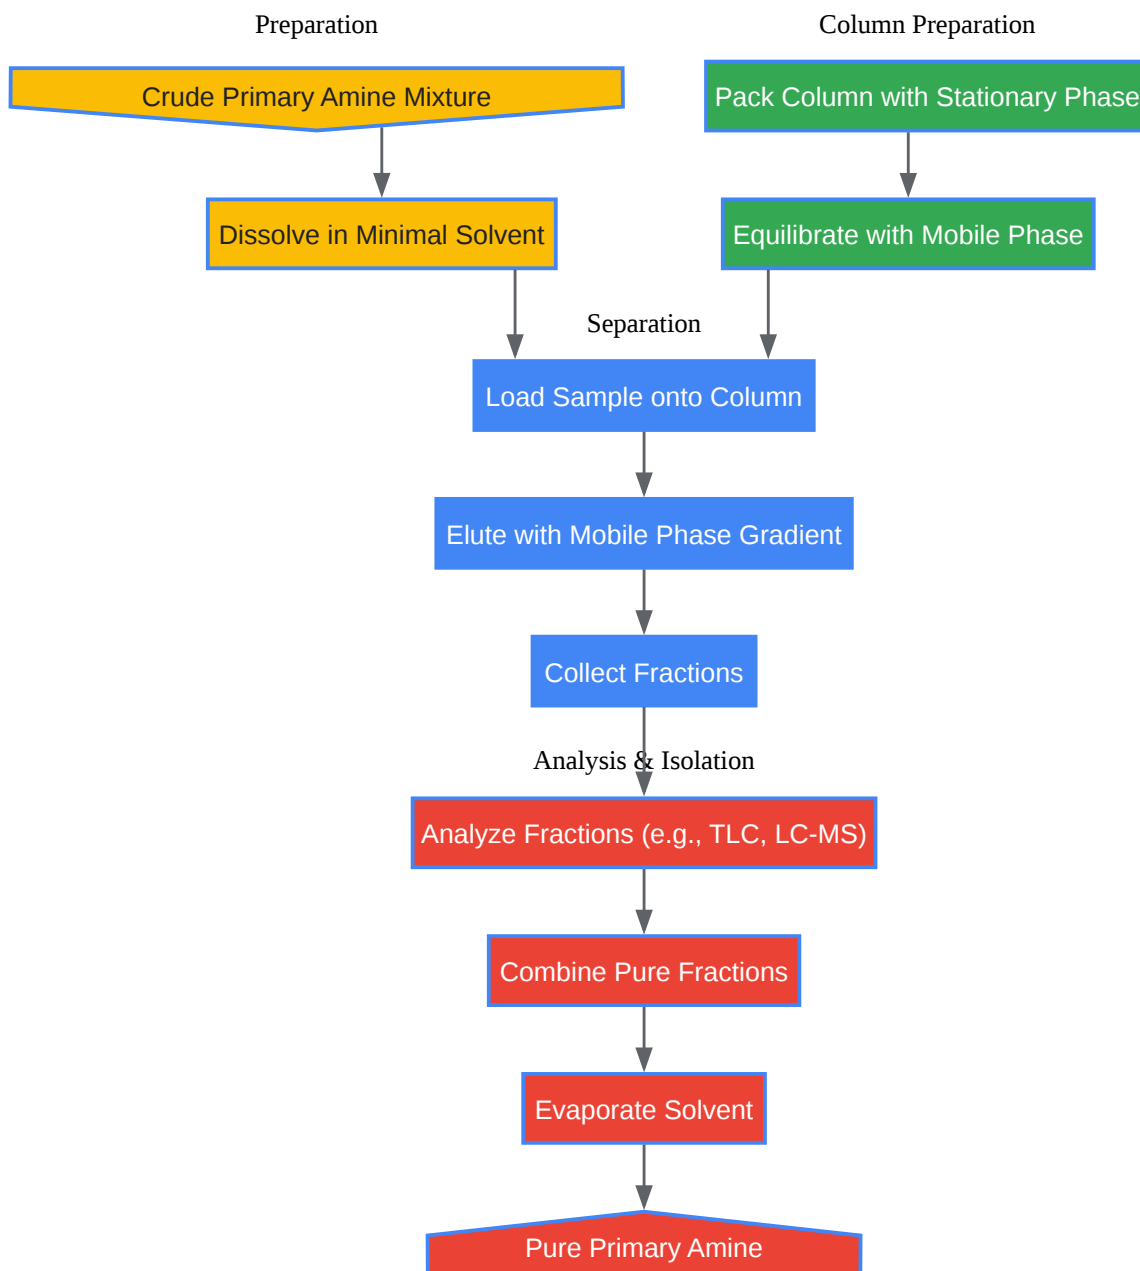 Preparation
Column Preparation
Crude Primary Amine Mixture
Pack Column with Stationary Phase
Dissolve in Minimal Solvent
Equilibrate with Mobile Phase
Separation
Load Sample onto Column
Elute with Mobile Phase Gradient
Collect Fractions
Analysis & Isolation
Analyze Fractions (e.g., TLC, LC-MS)
Combine Pure Fractions
Evaporate Solvent
Pure Primary Amine